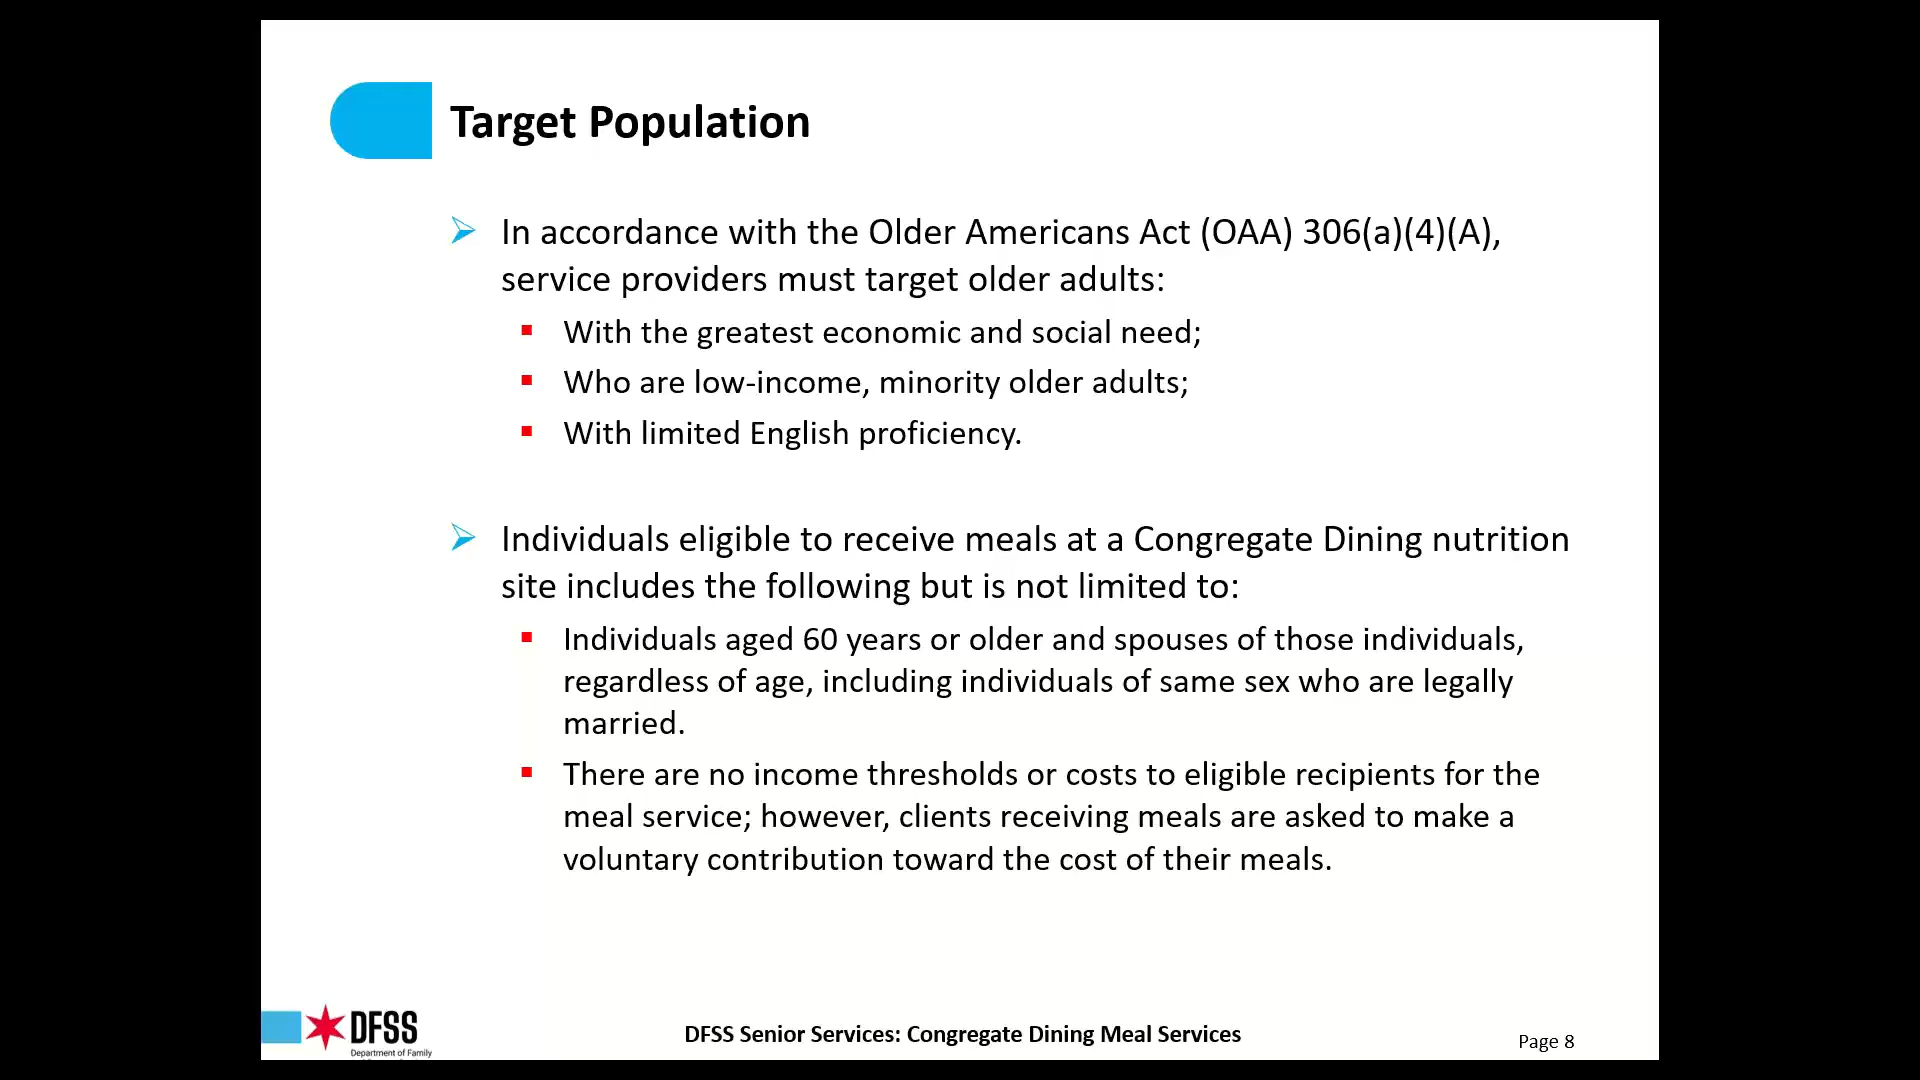 Target Population
In accordance with the Older Americans Act (OAA) 306(a)(4)(A),
service providers must target older adults:
With the greatest economic and social need;
Who are low-income, minority older adults;
With limited English proficiency.
Individuals eligible to receive meals at a Congregate Dining nutrition
site includes the following but is not limited to:
Individuals aged 60 years or older and spouses of those individuals,
regardless of age, including individuals of same sex who are legally
married.
There are no income thresholds or costs to eligible recipients for the
meal service; however, clients receiving meals are asked to make a
voluntary contribution toward the cost of their meals.
DFSS
Department of Family
DFSS Senior Services: Congregate Dining Meal Services
Page 8